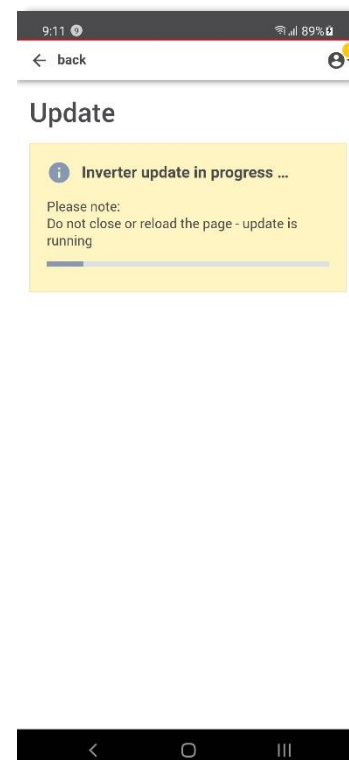 9:11
89%
back
Update
Inverter update in progress ...
Please note:
Do not close or reload the page - update is
running